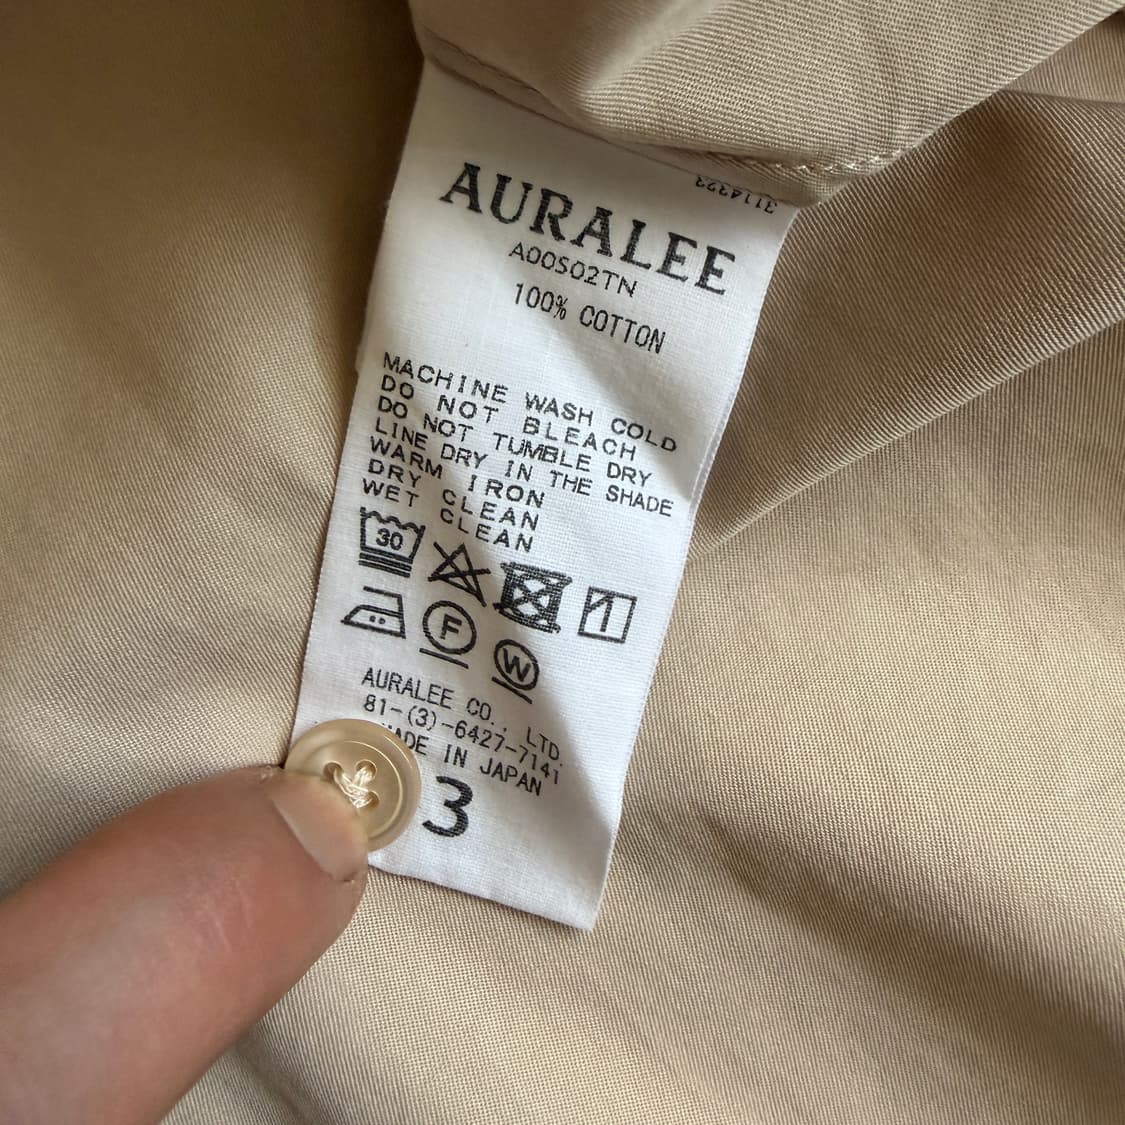 3114323
AURALEE
A00S02TN
100% COTTON
MACHINE WASH COLD
DO NOT BLEACH
DO NOT TUMBLE DRY
LINE DRY IN THE SHADE
WARM IRON
DRY CLEAN
WET CLEAN
30
F
W
AURALEE CO., LTD.
81-(3)-6427-7141
MADE IN JAPAN
3